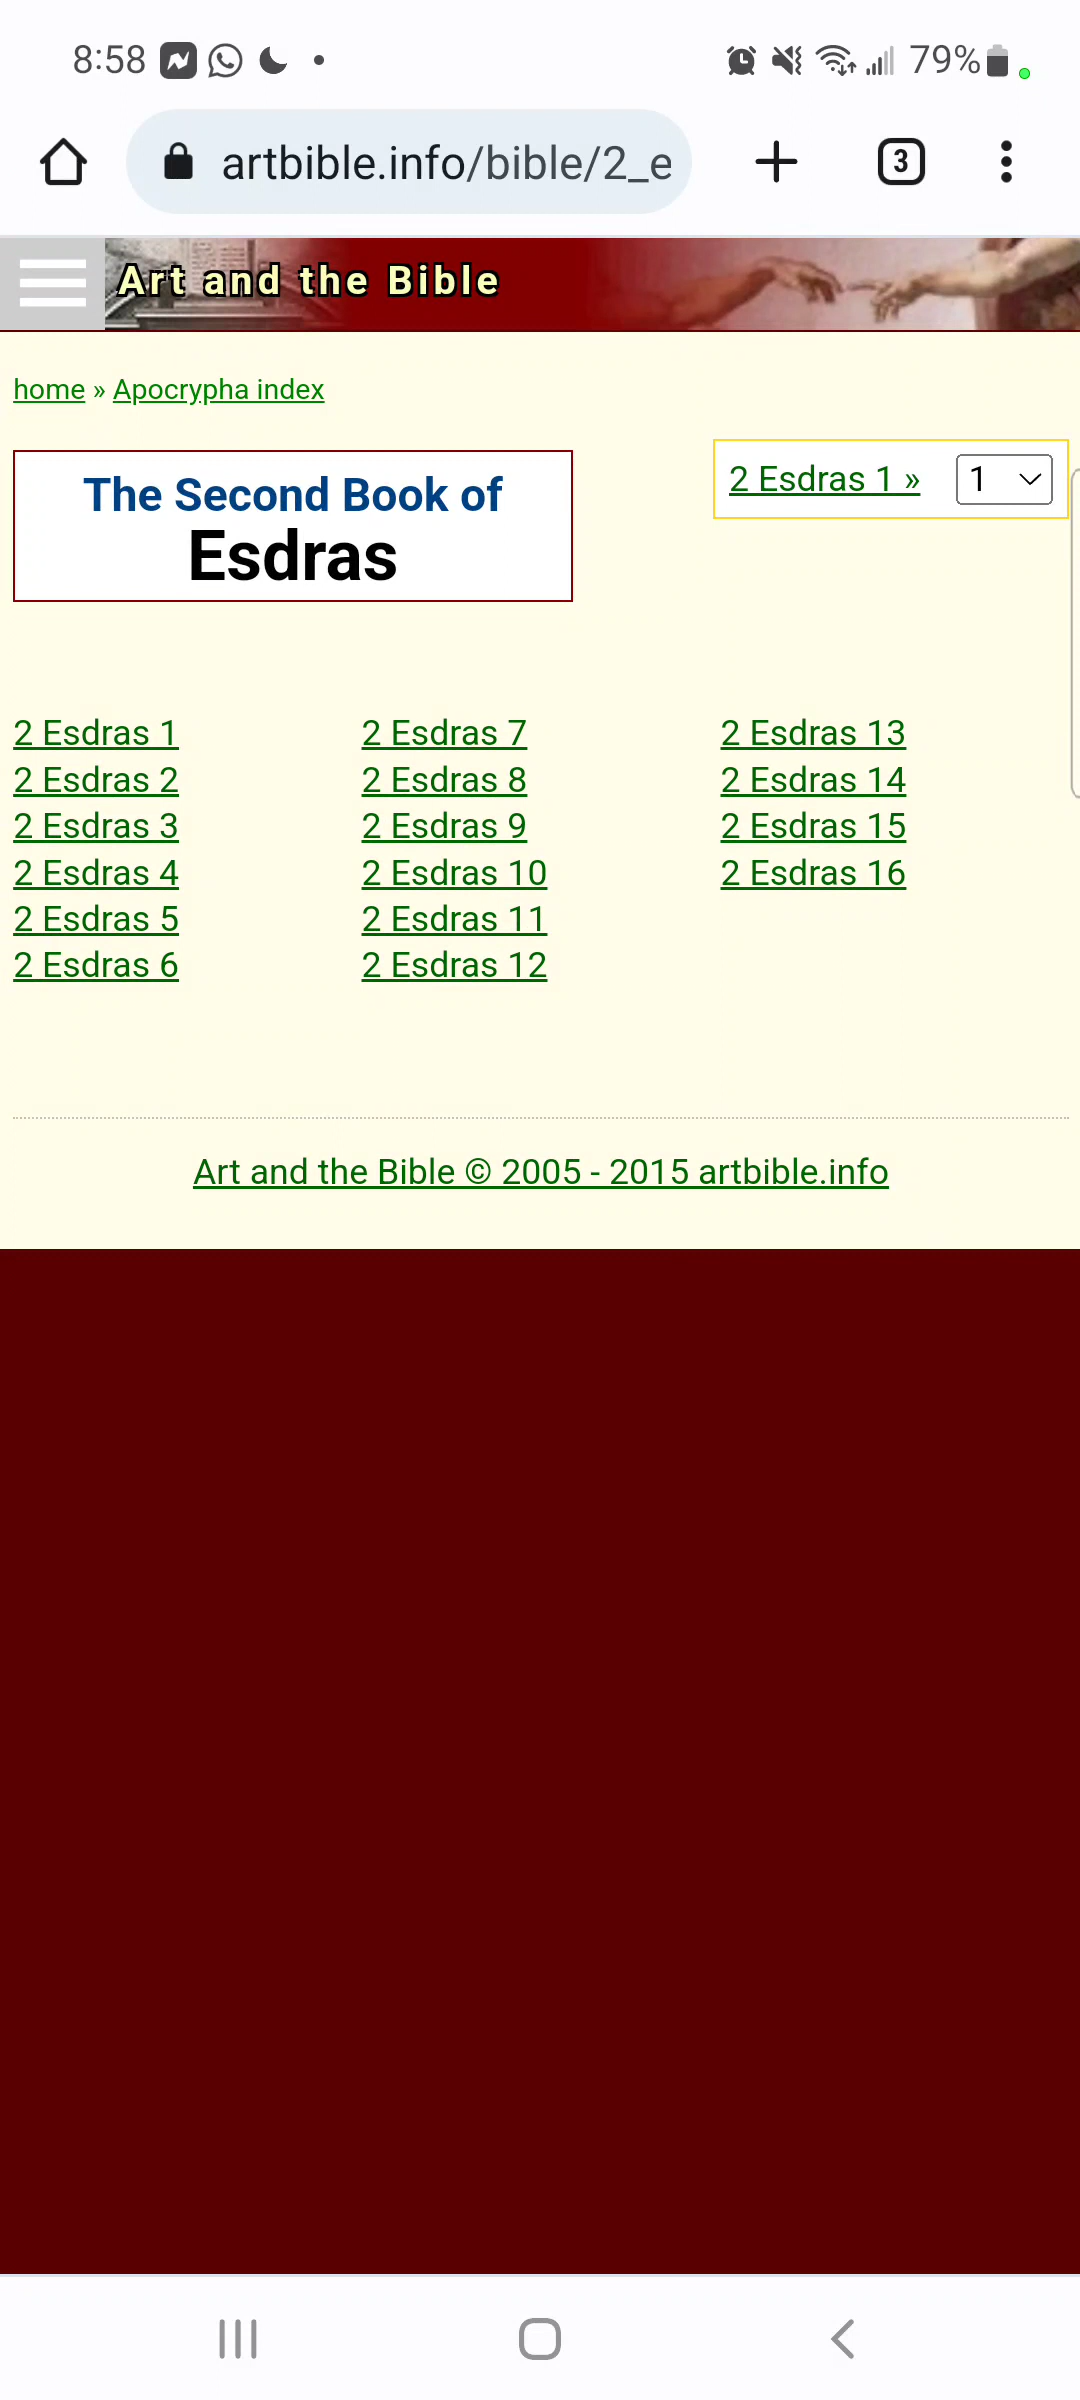 8:58
79%
artbible.info/bible/2_e
3
Art and the Bible
home » Apocrypha index
The Second Book of
Esdras
2 Esdras 1 »
1
2 Esdras 1
2 Esdras 2
2 Esdras 3
2 Esdras 4
2 Esdras 5
2 Esdras 6
2 Esdras 7
2 Esdras 8
2 Esdras 9
2 Esdras 10
2 Esdras 11
2 Esdras 12
2 Esdras 13
2 Esdras 14
2 Esdras 15
2 Esdras 16
Art and the Bible © 2005 - 2015 artbible.info